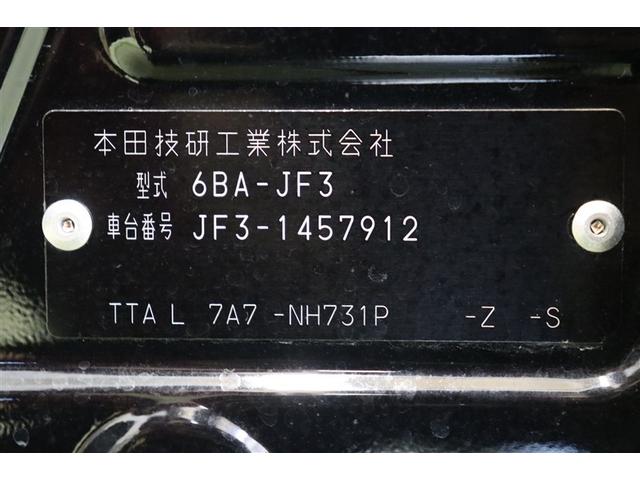 本田技研工業株式会社
型式 6BA-JF3
車台番号 JF3-1457912
TTA L 7A7 -NH731P -Z -S